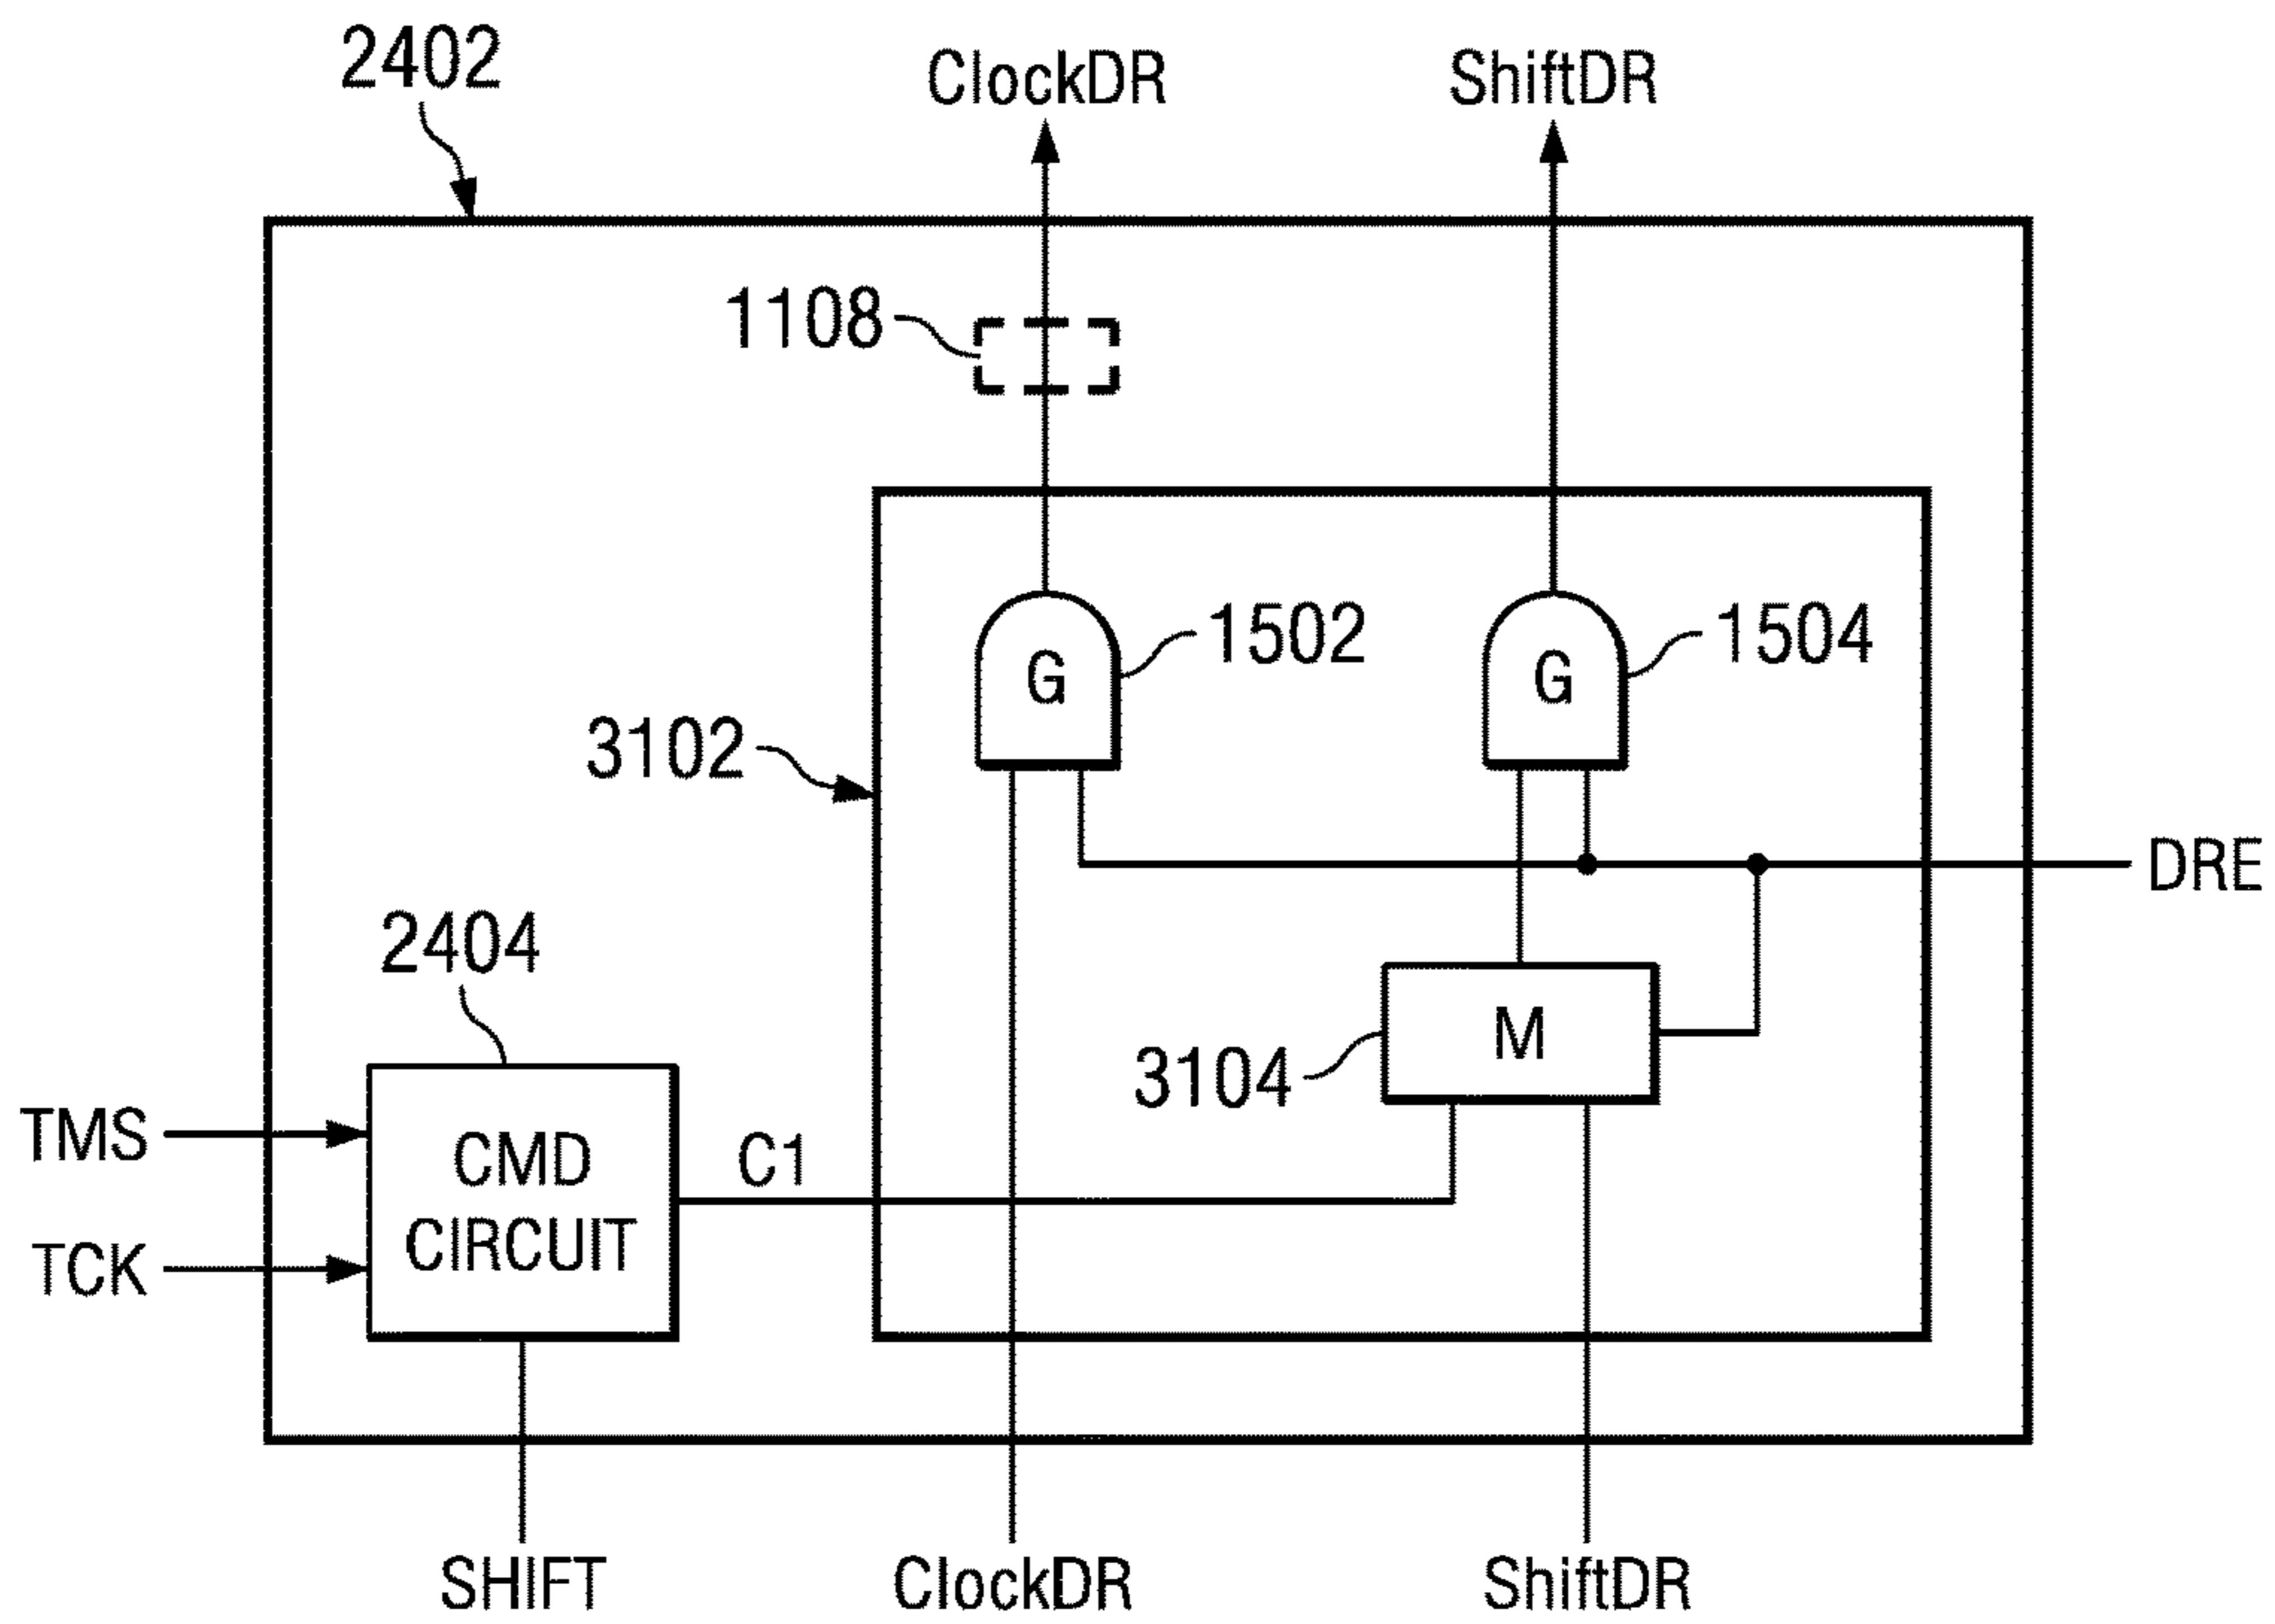 2402
ClockDR
ShiftDR
1108
G
1502
G
1504
3102
DRE
2404
M
3104
TMS
CMD
CIRCUIT
C1
TCK
SHIFT
ClockDR
ShiftDR